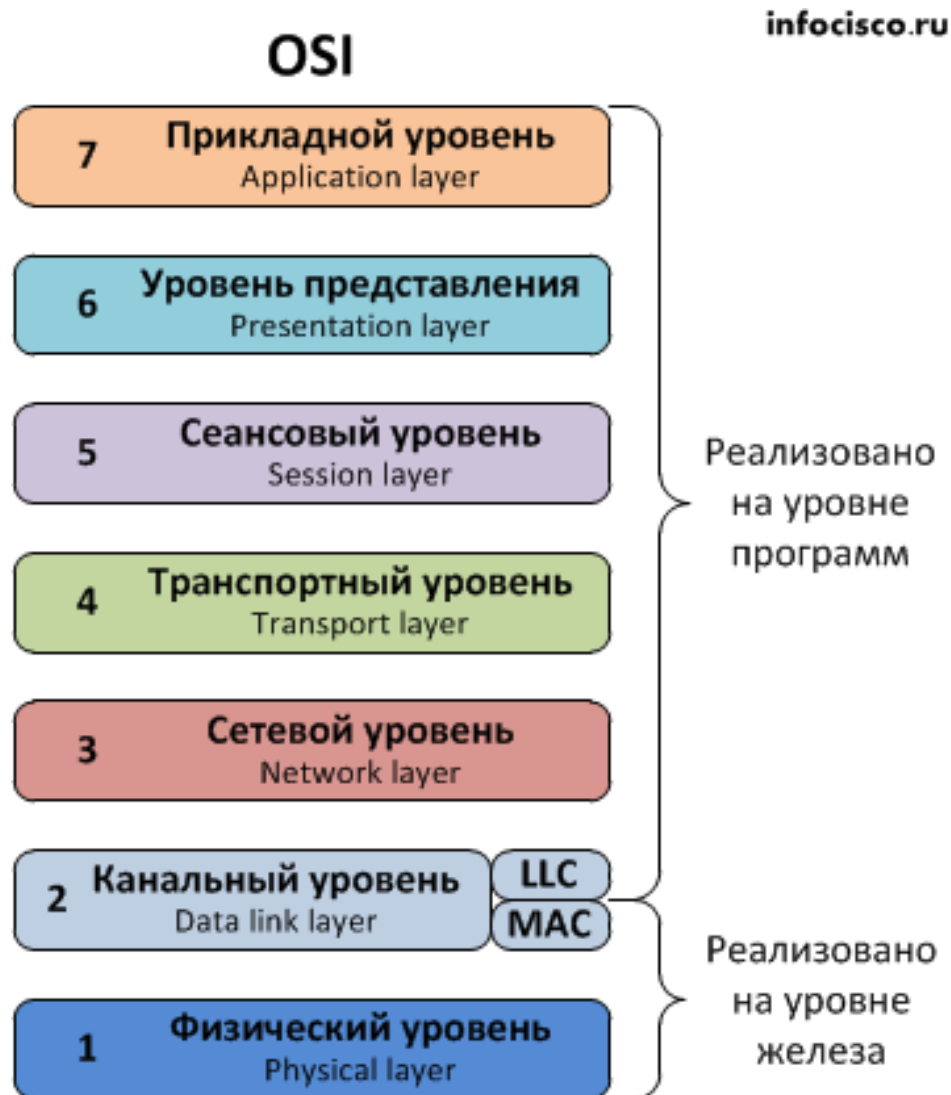 infocisco.ru
OSI
7
Прикладной уровень
Application layer
6
Уровень представления
Presentation layer
5
Сеансовый уровень
Session layer
4
Транспортный уровень
Transport layer
3
Сетевой уровень
Network layer
2
Канальный уровень
Data link layer
LLC
MAC
1
Физический уровень
Physical layer
Реализовано
на уровне
программ
Реализовано
на уровне
железа